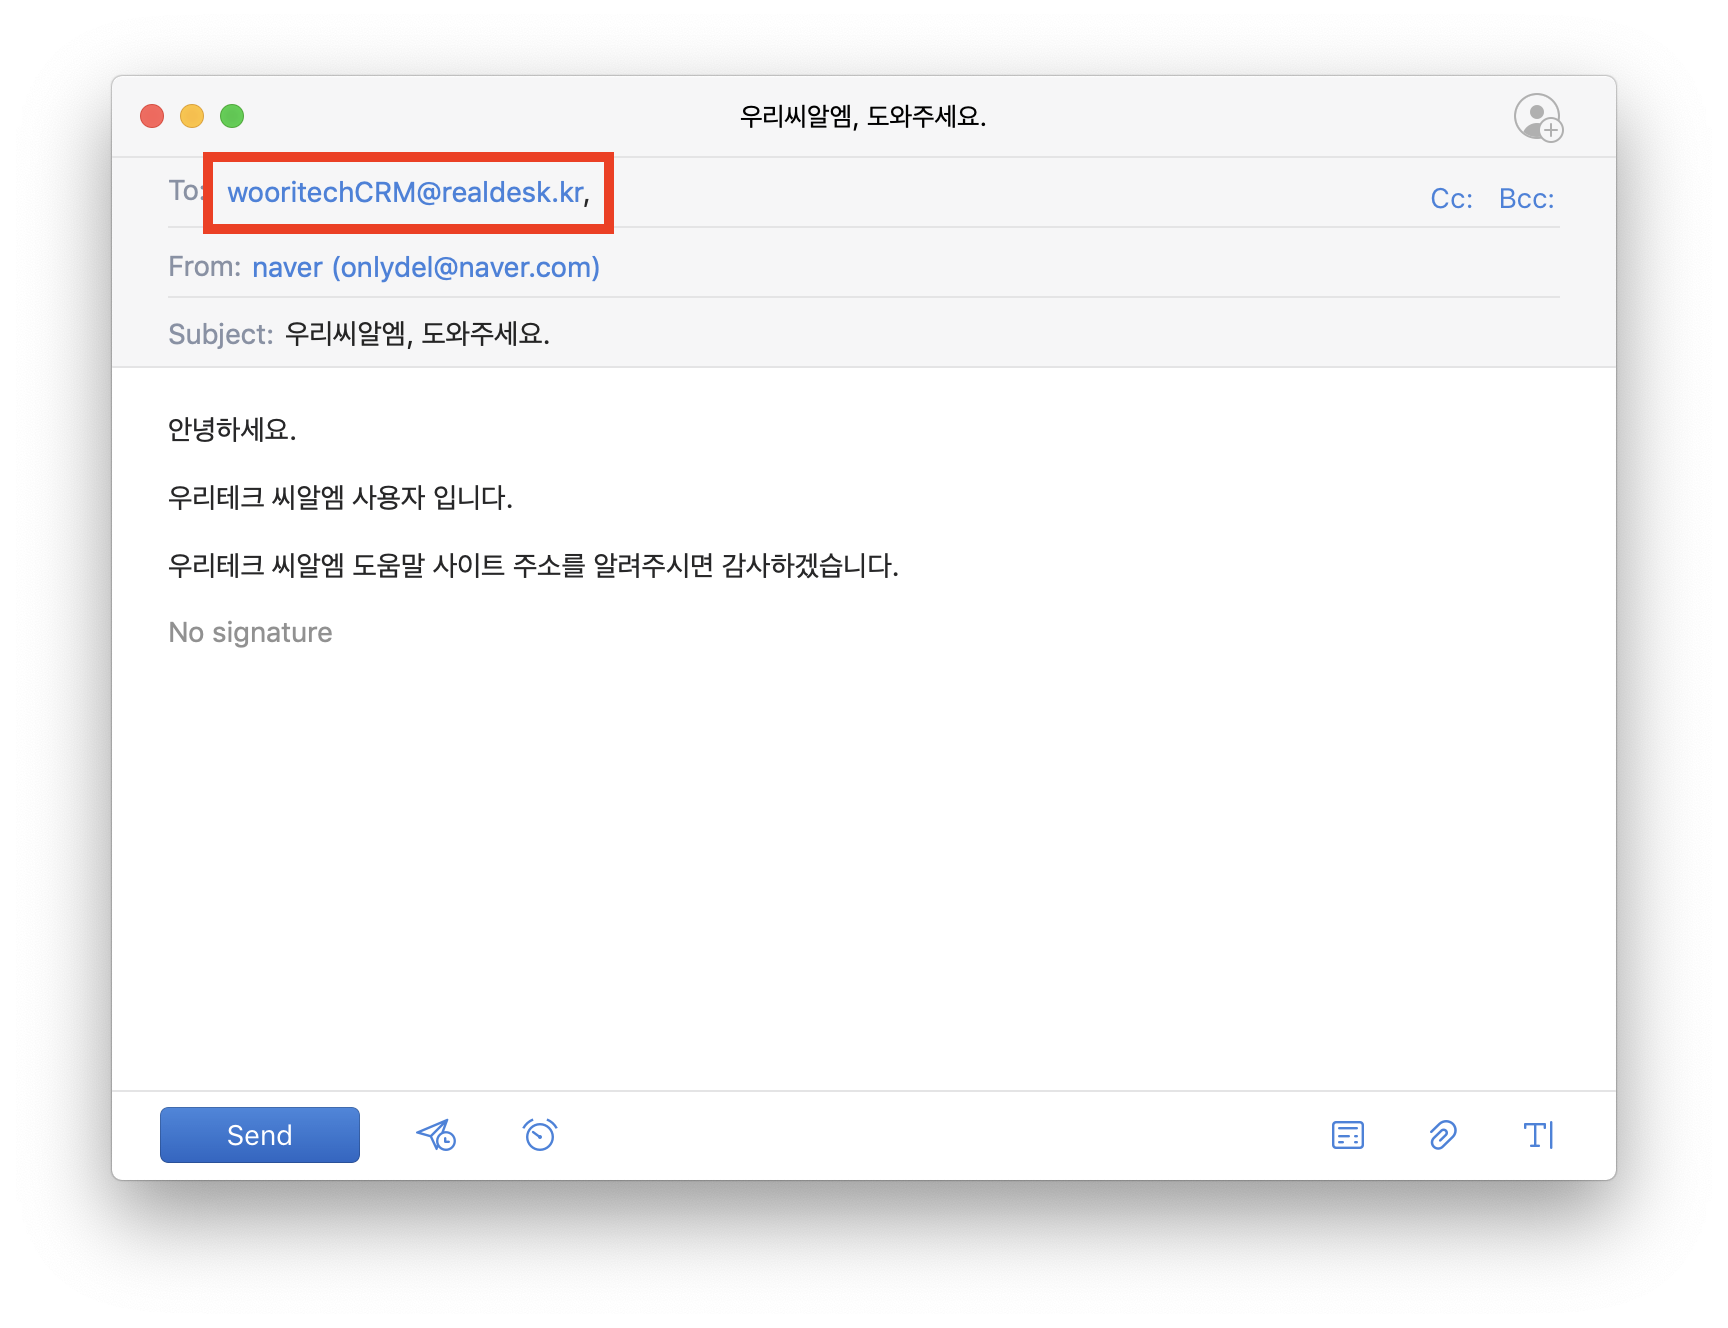 우리씨알엠, 도와주세요.
To: wooritechCRM@realdesk.kr, Cc: Bcc:
From: naver (onlydel@naver.com)
Subject: 우리씨알엠, 도와주세요.
안녕하세요.
우리테크 씨알엠 사용자 입니다.
우리테크 씨알엠 도움말 사이트 주소를 알려주시면 감사하겠습니다.
No signature
Send